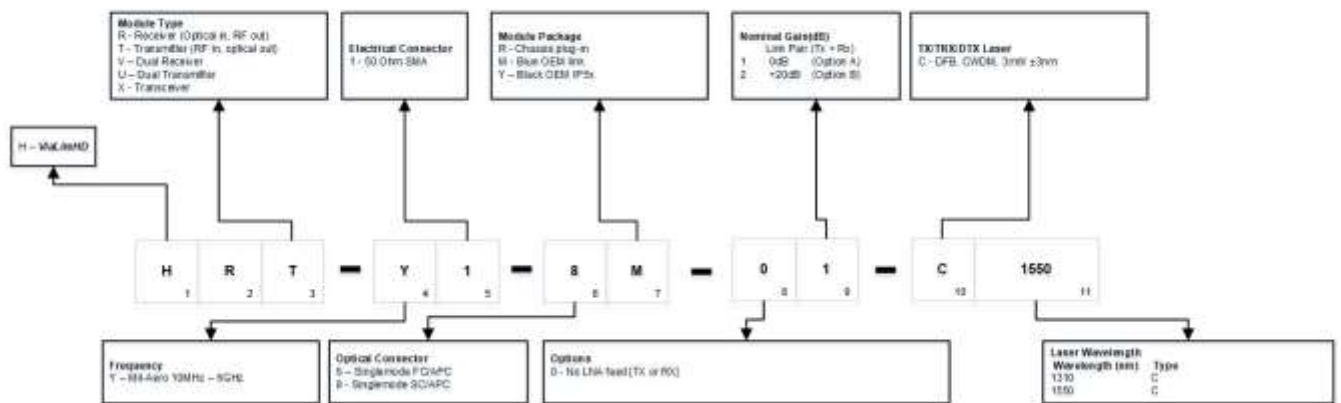 Module Type
R - Receiver (Optical in, RF out)
T - Transmitter (RF in, optical out)
V – Dual Receiver
U – Dual Transmitter
X - Transceiver
Electrical Connector
1 - 50 Ohm SMA
Module Package
R - Chassis plug-in
M - Blue OEM link
Y – Black OEM IP5x
Nominal Gain(dB)
Link Pair (Tx + Rx)
1 0dB (Option A)
2 +20dB (Option B)
TX/TRX/DTX Laser
C - DFB, CWDM, 3mW ±3nm
H – ViaLiteHD
H R T – Y 1 – 8 M – 0 1 – C 1550
1 2 3 4 5 6 7 8 9 10 11
Frequency
Y – Mil-Aero 10MHz – 6GHz
Optical Connector
Singlemode FC/APC
8 - Singlemode SC/APC
Options
0 - No LNA feed (TX or RX)
Laser Wavelength
Wavelength (nm) Type
1310 C
1550 C